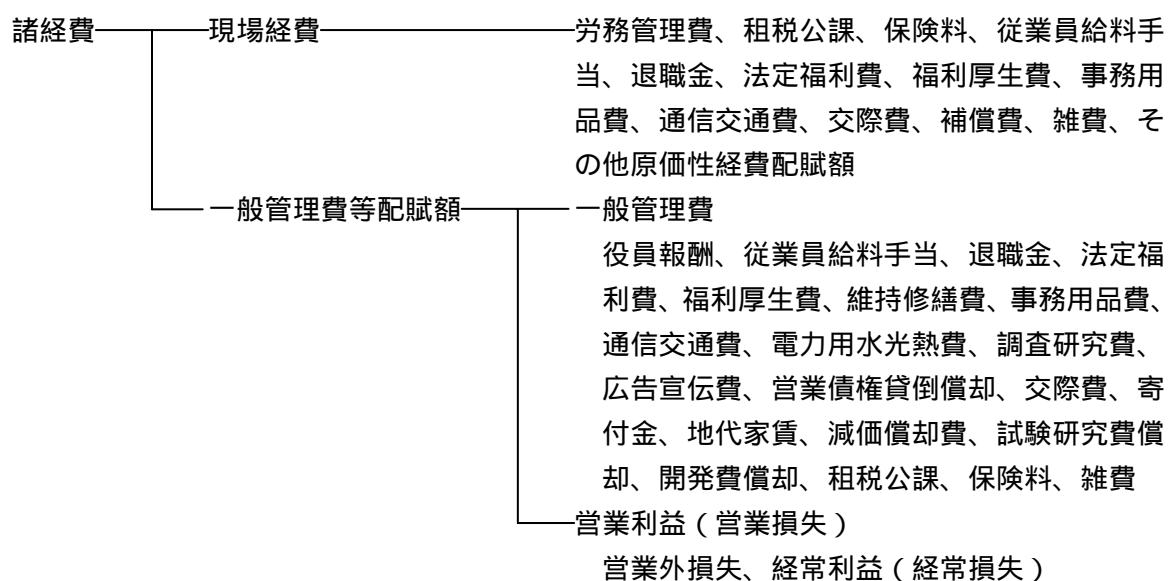 諸経費 現場経費 労務管理費、租税公課、保険料、従業員給料手
当、退職金、法定福利費、福利厚生費、事務用
品費、通信交通費、交際費、補償費、雑費、そ
の他原価性経費配賦額
一般管理費等配賦額 一般管理費
役員報酬、従業員給料手当、退職金、法定福
利費、福利厚生費、維持修繕費、事務用品費、
通信交通費、電力用水光熱費、調査研究費、
広告宣伝費、営業債権貸倒償却、交際費、寄
付金、地代家賃、減価償却費、試験研究費償
却、開発費償却、租税公課、保険料、雑費
営業利益(営業損失)
営業外損失、経常利益(経常損失)